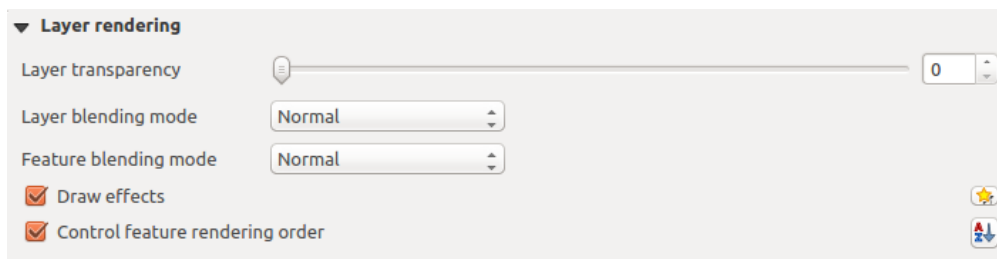 Layer rendering
Layer transparency 0
Layer blending mode Normal
Feature blending mode Normal
Draw effects
Control feature rendering order